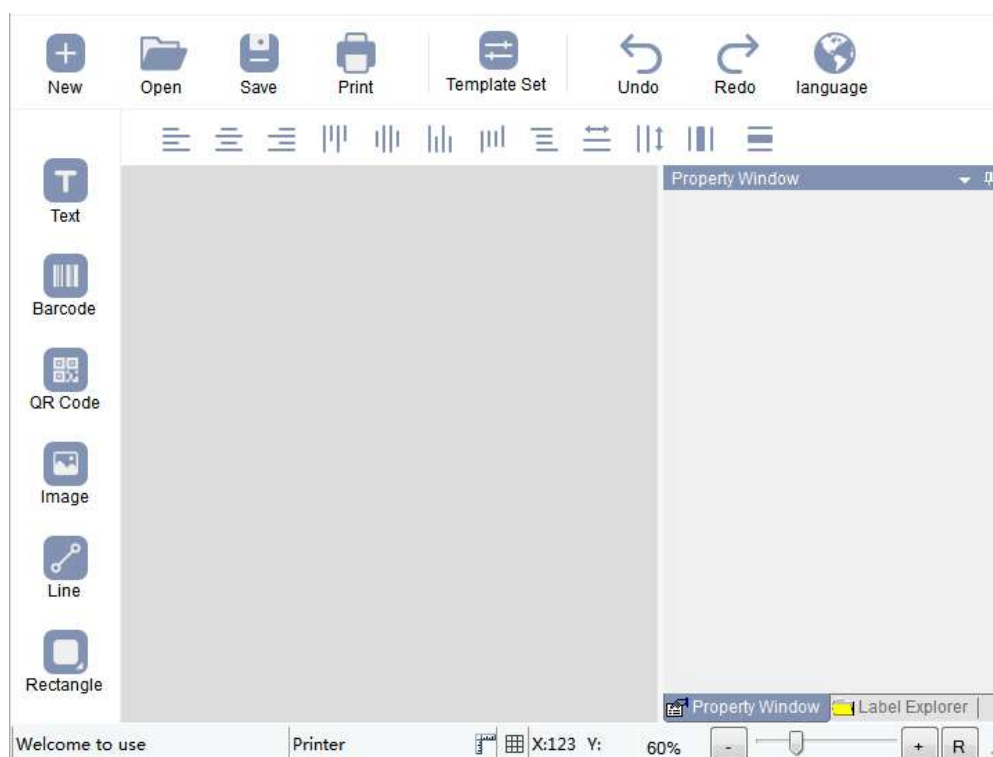 New Open Save Print Template Set Undo Redo language
Property Window
Text
Barcode
QR Code
Image
Line
Rectangle
Property Window Label Explorer
Welcome to use Printer X:123 Y: 60% - + R